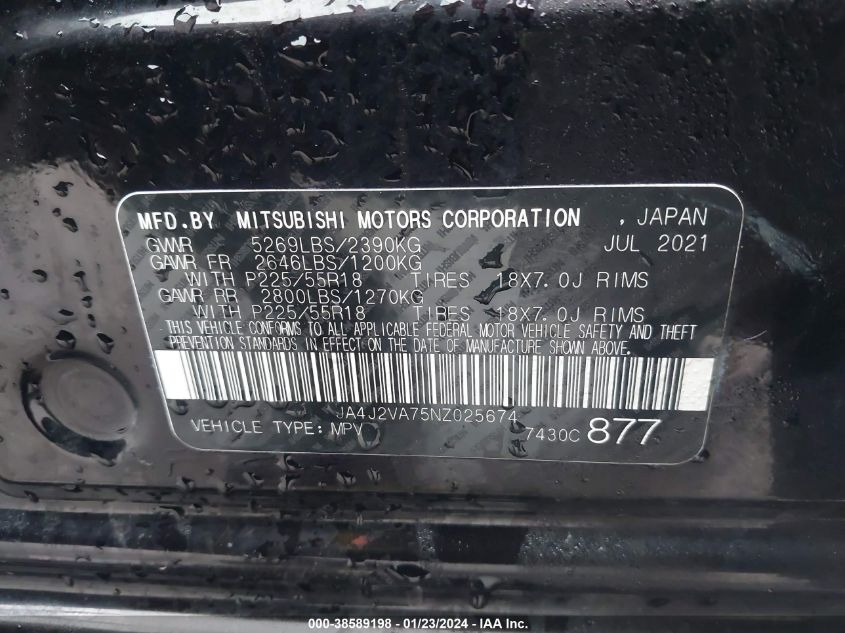 MFD.BY MITSUBISHI MOTORS CORPORATION , JAPAN
GVWR 5269LBS/2390KG JUL 2021
GAWR FR 2646LBS/1200KG
WITH P225/55R18 TIRES 18X7.0J RIMS
GAWR RR 2800LBS/1270KG
WITH P225/55R18 TIRES 18X7.0J RIMS
THIS VEHICLE CONFORMS TO ALL APPLICABLE FEDERAL MOTOR VEHICLE SAFETY AND THEFT
PREVENTION STANDARDS IN EFFECT ON THE DATE OF MANUFACTURE SHOWN ABOVE.
JA4J2VA75NZ025674
VEHICLE TYPE: MPV 7430C 877
000-38589198 - 01/23/2024 - IAA Inc.